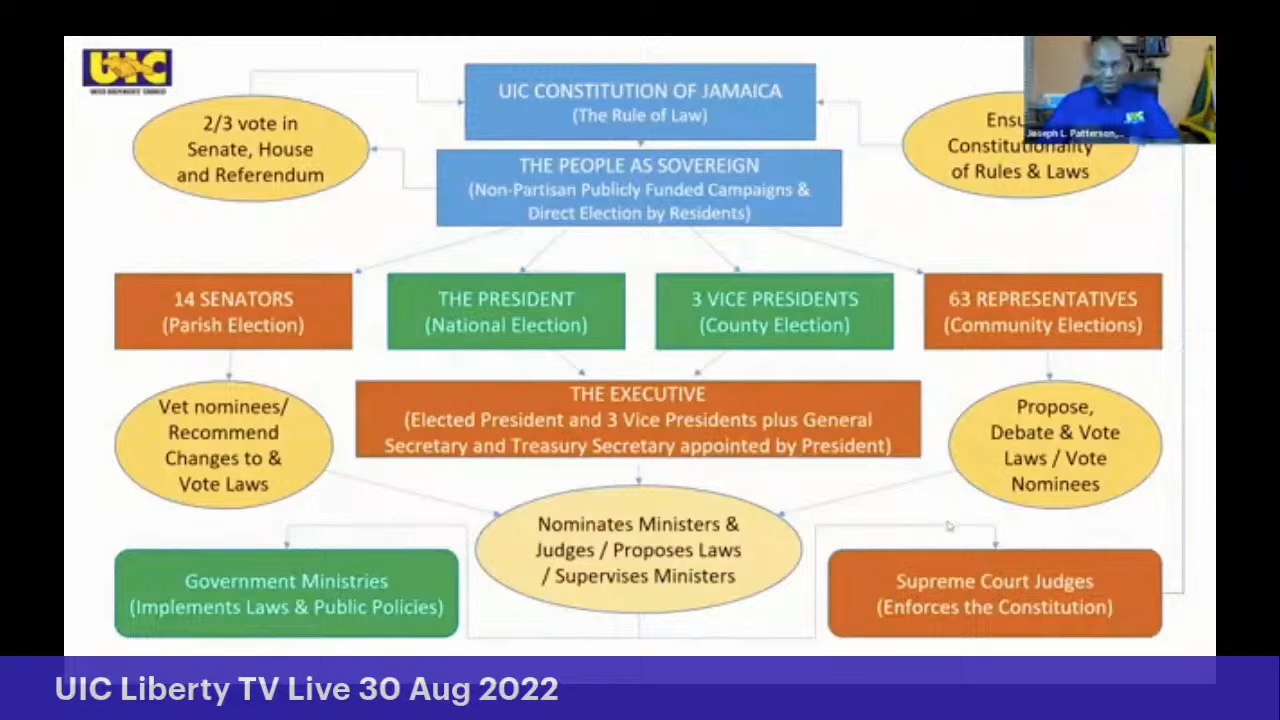 UIC
UIC CONSTITUTION OF JAMAICA
(The Rule of Law)
2/3 vote in
Senate, House
and Referendum
THE PEOPLE AS SOVEREIGN
(Non-Partisan Publicly Funded Campaigns &
Direct Election by Residents)
Joseph L. Patterson,...
Constitutionality
of Rules & Laws
14 SENATORS
(Parish Election)
THE PRESIDENT
(National Election)
3 VICE PRESIDENTS
(County Election)
63 REPRESENTATIVES
(Community Elections)
Vet nominees/
Recommend
Changes to &
Vote Laws
THE EXECUTIVE
(Elected President and 3 Vice Presidents plus General
Secretary and Treasury Secretary appointed by President)
Propose,
Debate & Vote
Laws / Vote
Nominees
Nominates Ministers &
Judges / Proposes Laws
/ Supervises Ministers
Government Ministries
(Implements Laws & Public Policies)
Supreme Court Judges
(Enforces the Constitution)
UIC Liberty TV Live 30 Aug 2022